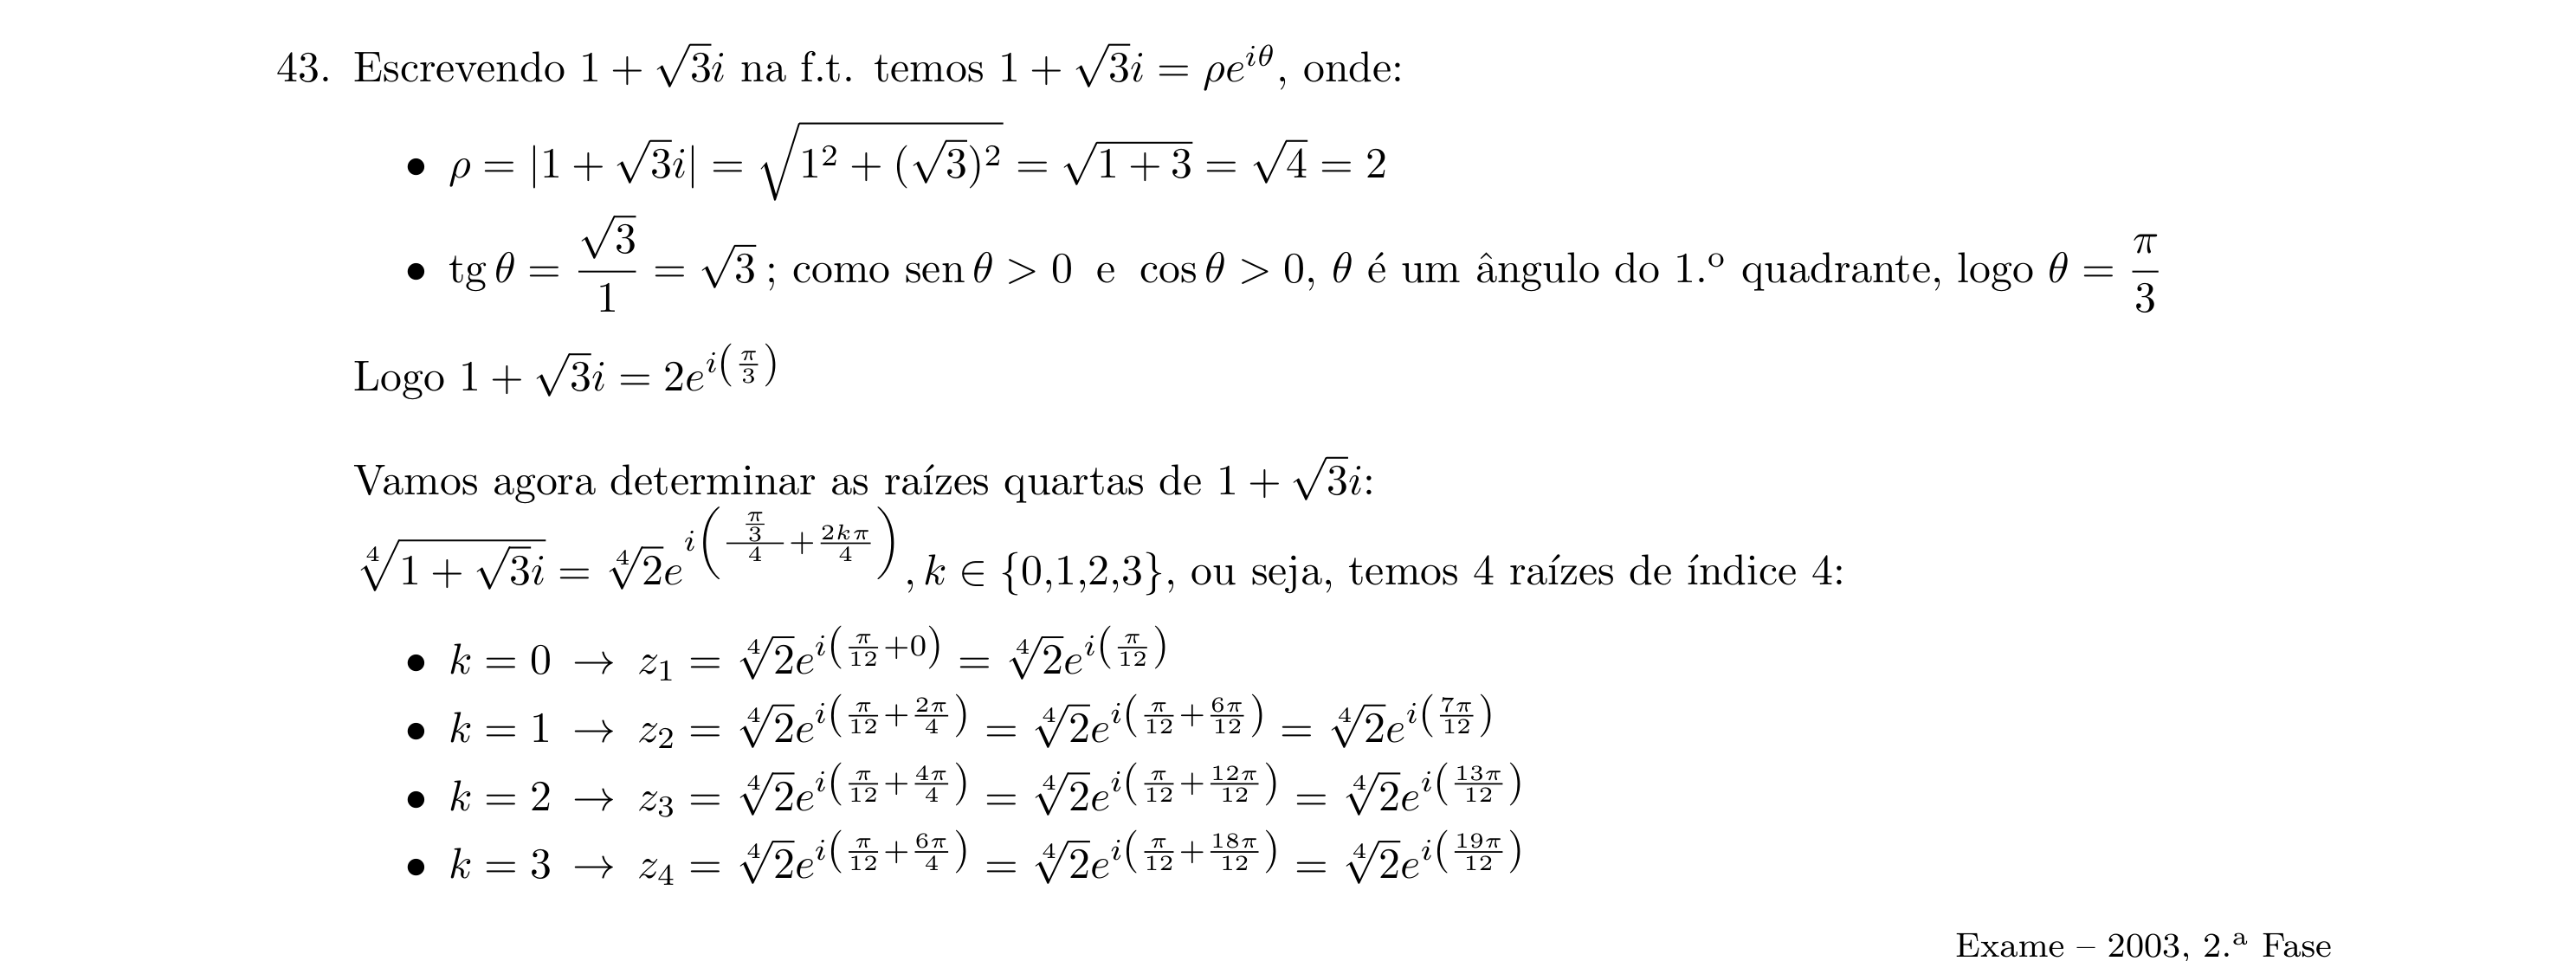 43. Escrevendo $1 + \sqrt{3}i$ na f.t. temos $1 + \sqrt{3}i = \rho e^{i\theta}$, onde:
• $\rho = |1 + \sqrt{3}i| = \sqrt{1^2 + (\sqrt{3})^2} = \sqrt{1 + 3} = \sqrt{4} = 2$
• $\operatorname{tg}\theta = \dfrac{\sqrt{3}}{1} = \sqrt{3}$ ; como $\operatorname{sen}\theta > 0$ e $\cos\theta > 0$, $\theta$ é um ângulo do 1.º quadrante, logo $\theta = \dfrac{\pi}{3}$
Logo $1 + \sqrt{3}i = 2e^{i\left(\frac{\pi}{3}\right)}$
Vamos agora determinar as raízes quartas de $1 + \sqrt{3}i$:
$\sqrt[4]{1 + \sqrt{3}i} = \sqrt[4]{2}e^{i\left(\frac{\frac{\pi}{3}}{4} + \frac{2k\pi}{4}\right)}, k \in \{0,1,2,3\}$, ou seja, temos 4 raízes de índice 4:
• $k = 0 \rightarrow z_1 = \sqrt[4]{2}e^{i\left(\frac{\pi}{12} + 0\right)} = \sqrt[4]{2}e^{i\left(\frac{\pi}{12}\right)}$
• $k = 1 \rightarrow z_2 = \sqrt[4]{2}e^{i\left(\frac{\pi}{12} + \frac{2\pi}{4}\right)} = \sqrt[4]{2}e^{i\left(\frac{\pi}{12} + \frac{6\pi}{12}\right)} = \sqrt[4]{2}e^{i\left(\frac{7\pi}{12}\right)}$
• $k = 2 \rightarrow z_3 = \sqrt[4]{2}e^{i\left(\frac{\pi}{12} + \frac{4\pi}{4}\right)} = \sqrt[4]{2}e^{i\left(\frac{\pi}{12} + \frac{12\pi}{12}\right)} = \sqrt[4]{2}e^{i\left(\frac{13\pi}{12}\right)}$
• $k = 3 \rightarrow z_4 = \sqrt[4]{2}e^{i\left(\frac{\pi}{12} + \frac{6\pi}{4}\right)} = \sqrt[4]{2}e^{i\left(\frac{\pi}{12} + \frac{18\pi}{12}\right)} = \sqrt[4]{2}e^{i\left(\frac{19\pi}{12}\right)}$
Exame – 2003, 2.ª Fase